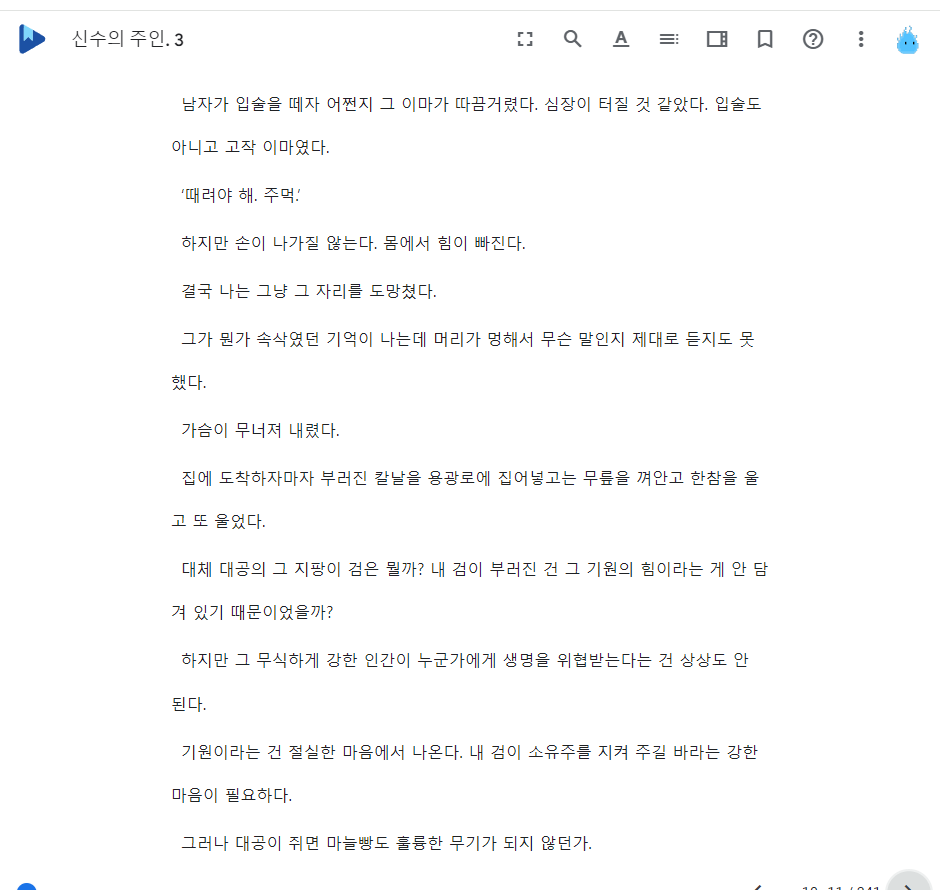 신수의 주인. 3
남자가 입술을 떼자 어쩐지 그 이마가 따끔거렸다. 심장이 터질 것 같았다. 입술도
아니고 고작 이마였다.
‘때려야 해. 주먹.’
하지만 손이 나가질 않는다. 몸에서 힘이 빠진다.
결국 나는 그냥 그 자리를 도망쳤다.
그가 뭔가 속삭였던 기억이 나는데 머리가 멍해서 무슨 말인지 제대로 듣지도 못
했다.
가슴이 무너져 내렸다.
집에 도착하자마자 부러진 칼날을 용광로에 집어넣고는 무릎을 껴안고 한참을 울
고 또 울었다.
대체 대공의 그 지팡이 검은 뭘까? 내 검이 부러진 건 그 기원의 힘이라는 게 안 담
겨 있기 때문이었을까?
하지만 그 무식하게 강한 인간이 누군가에게 생명을 위협받는다는 건 상상도 안
된다.
기원이라는 건 절실한 마음에서 나온다. 내 검이 소유주를 지켜 주길 바라는 강한
마음이 필요하다.
그러나 대공이 쥐면 마늘빵도 훌륭한 무기가 되지 않던가.